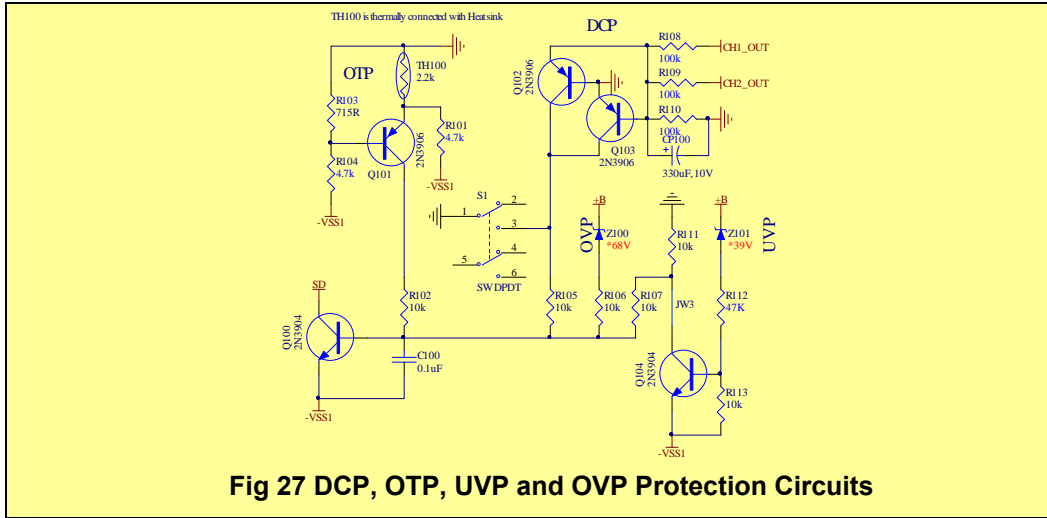 TH100 is thermally connected with Heatsink
DCP
R108
100k
CH1_OUT
R109
100k
CH2_OUT
R110
100k
CP100
+
330uF, 10V
Q102
2N3906
Q103
2N3906
OTP
TH100
2.2k
R103
715R
R104
4.7k
-VSS1
Q101
2N3906
R101
4.7k
-VSS1
S1
1
2
3
4
5
6
SW DPDT
OVP
+B
Z100
*68V
R111
10k
+B
Z101
*39V
UVP
SD
Q100
2N3904
R102
10k
C100
0.1uF
-VSS1
R105
10k
R106
10k
R107
10k
JW3
R112
47K
Q104
2N3904
R113
10k
-VSS1
Fig 27 DCP, OTP, UVP and OVP Protection Circuits